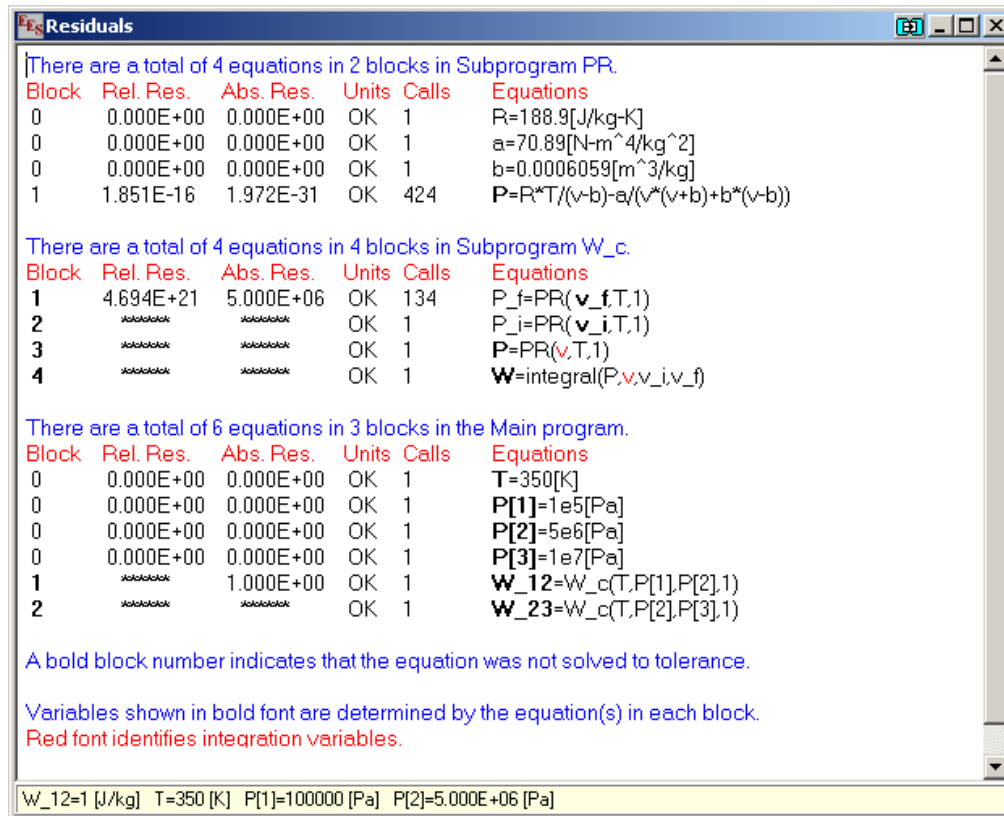 EES Residuals
There are a total of 4 equations in 2 blocks in Subprogram PR.
Block Rel. Res. Abs. Res. Units Calls Equations
0 0.000E+00 0.000E+00 OK 1 R=188.9[J/kg-K]
0 0.000E+00 0.000E+00 OK 1 a=70.89[N-m^4/kg^2]
0 0.000E+00 0.000E+00 OK 1 b=0.0006059[m^3/kg]
1 1.851E-16 1.972E-31 OK 424 P=R*T/(v-b)-a/(v*(v+b)+b*(v-b))
There are a total of 4 equations in 4 blocks in Subprogram W_c.
Block Rel. Res. Abs. Res. Units Calls Equations
1 4.694E+21 5.000E+06 OK 134 P_f=PR( v_f,T,1)
2 ******* ******* OK 1 P_i=PR( v_i,T,1)
3 ******* ******* OK 1 P=PR(v,T,1)
4 ******* ******* OK 1 W=integral(P,v,v_i,v_f)
There are a total of 6 equations in 3 blocks in the Main program.
Block Rel. Res. Abs. Res. Units Calls Equations
0 0.000E+00 0.000E+00 OK 1 T=350[K]
0 0.000E+00 0.000E+00 OK 1 P[1]=1e5[Pa]
0 0.000E+00 0.000E+00 OK 1 P[2]=5e6[Pa]
0 0.000E+00 0.000E+00 OK 1 P[3]=1e7[Pa]
1 ******* 1.000E+00 OK 1 W_12=W_c(T,P[1],P[2],1)
2 ******* ******* OK 1 W_23=W_c(T,P[2],P[3],1)
A bold block number indicates that the equation was not solved to tolerance.
Variables shown in bold font are determined by the equation(s) in each block.
Red font identifies integration variables.
W_12=1 [J/kg] T=350 [K] P[1]=100000 [Pa] P[2]=5.000E+06 [Pa]